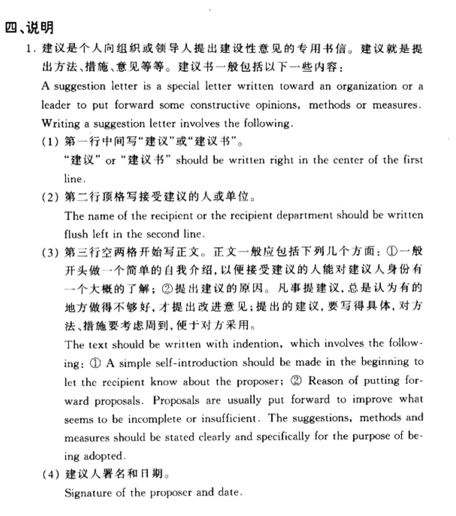 四、说明
1. 建议是个人向组织或领导人提出建设性意见的专用书信。建议就是提
出方法、措施、意见等等。建议书一般包括以下一些内容：
A suggestion letter is a special letter written toward an organization or a
leader to put forward some constructive opinions, methods or measures.
Writing a suggestion letter involves the following.
(1) 第一行中间写“建议”或“建议书”。
“建议” or “建议书” should be written right in the center of the first
line.
(2) 第二行顶格写接受建议的人或单位。
The name of the recipient or the recipient department should be written
flush left in the second line.
(3) 第三行空两格开始写正文。正文一般应包括下列几个方面：①一般
开头做一个简单的自我介绍，以便接受建议的人能对建议人身份有
一个大概的了解；②提出建议的原因。凡事提建议，总是认为有的
地方做得不够好，才提出改进意见；提出的建议，要写得具体，对方
法、措施要考虑周到，便于对方采用。
The text should be written with indention, which involves the follow-
ing: ① A simple self-introduction should be made in the beginning to
let the recipient know about the proposer; ② Reason of putting for-
ward proposals. Proposals are usually put forward to improve what
seems to be incomplete or insufficient. The suggestions, methods and
measures should be stated clearly and specifically for the purpose of be-
ing adopted.
(4) 建议人署名和日期。
Signature of the proposer and date.